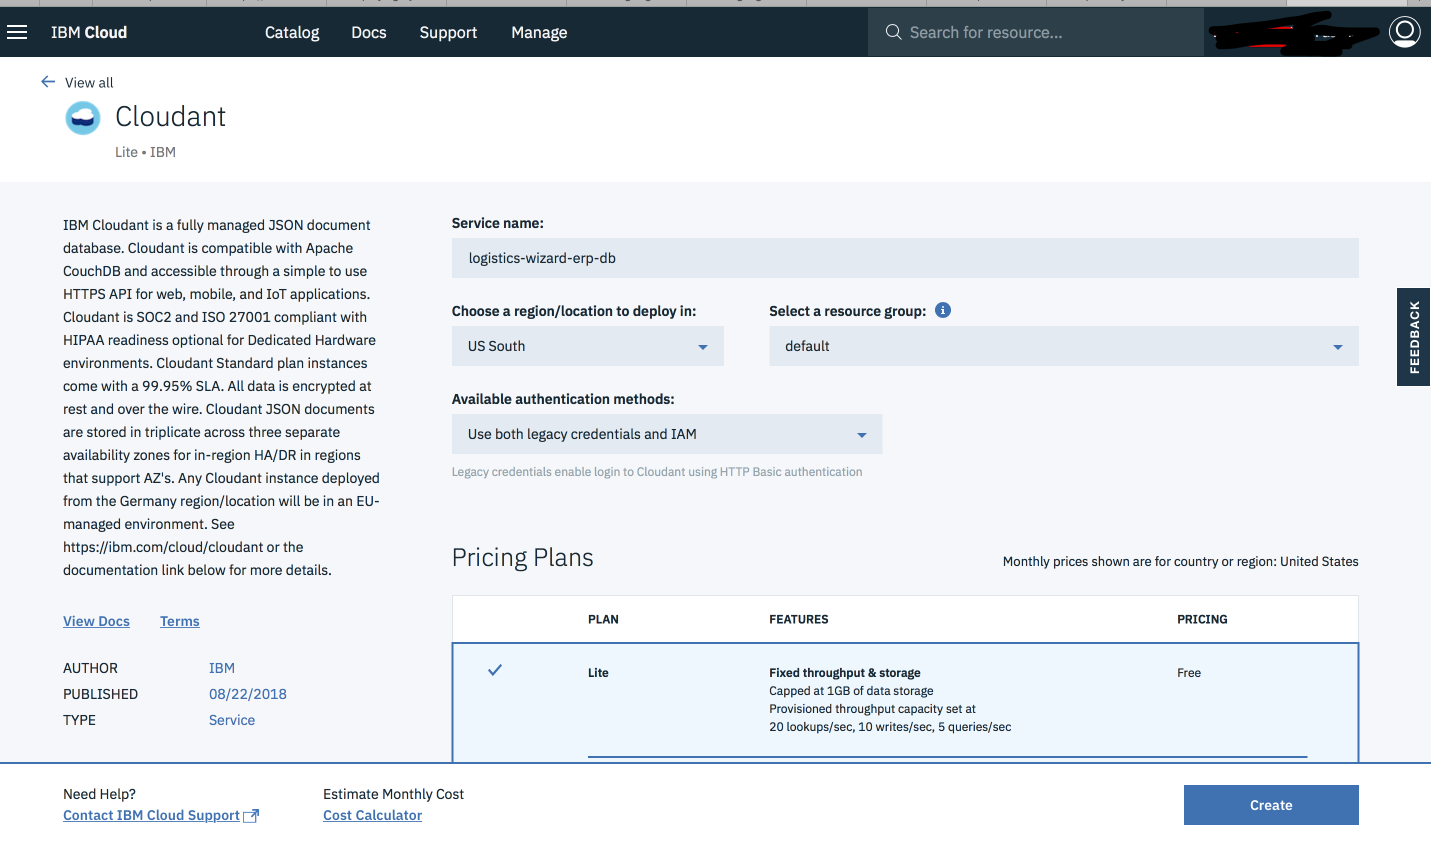 IBM Cloud
Catalog
Docs
Support
Manage
Search for resource...
View all
Cloudant
Lite • IBM
IBM Cloudant is a fully managed JSON document
database. Cloudant is compatible with Apache
CouchDB and accessible through a simple to use
HTTPS API for web, mobile, and IoT applications.
Cloudant is SOC2 and ISO 27001 compliant with
HIPAA readiness optional for Dedicated Hardware
environments. Cloudant Standard plan instances
come with a 99.95% SLA. All data is encrypted at
rest and over the wire. Cloudant JSON documents
are stored in triplicate across three separate
availability zones for in-region HA/DR in regions
that support AZ's. Any Cloudant instance deployed
from the Germany region/location will be in an EU-
managed environment. See
https://ibm.com/cloud/cloudant or the
documentation link below for more details.
View Docs
Terms
AUTHOR IBM
PUBLISHED 08/22/2018
TYPE Service
Service name:
logistics-wizard-erp-db
Choose a region/location to deploy in:
US South
Select a resource group:
default
Available authentication methods:
Use both legacy credentials and IAM
Legacy credentials enable login to Cloudant using HTTP Basic authentication
Pricing Plans
Monthly prices shown are for country or region: United States
PLAN FEATURES PRICING
Lite
Fixed throughput & storage
Capped at 1GB of data storage
Provisioned throughput capacity set at
20 lookups/sec, 10 writes/sec, 5 queries/sec
Free
FEEDBACK
Need Help?
Contact IBM Cloud Support
Estimate Monthly Cost
Cost Calculator
Create